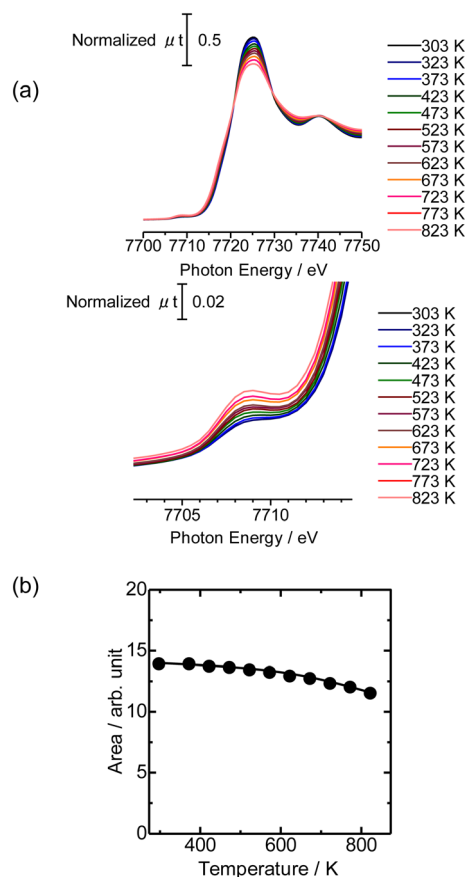 Normalized μt 0.5
(a)
303 K
323 K
373 K
423 K
473 K
523 K
573 K
623 K
673 K
723 K
773 K
823 K
7700 7710 7720 7730 7740 7750
Photon Energy / eV
Normalized μt 0.02
303 K
323 K
373 K
423 K
473 K
523 K
573 K
623 K
673 K
723 K
773 K
823 K
7705 7710
Photon Energy / eV
(b)
20
15
10
5
0
Area / arb. unit
400 600 800
Temperature / K